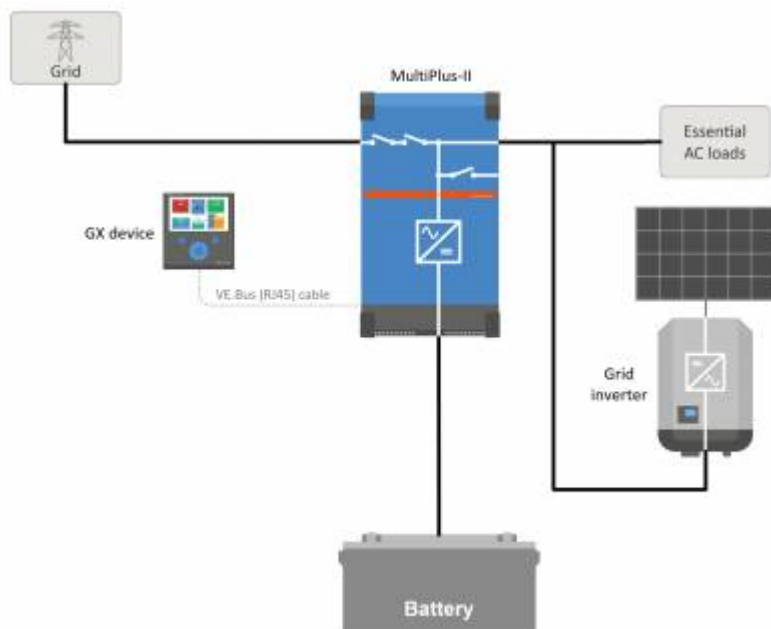 Grid
MultiPlus-II
Essential
AC loads
GX device
VE.Bus (RJ45) cable
Grid
inverter
Battery